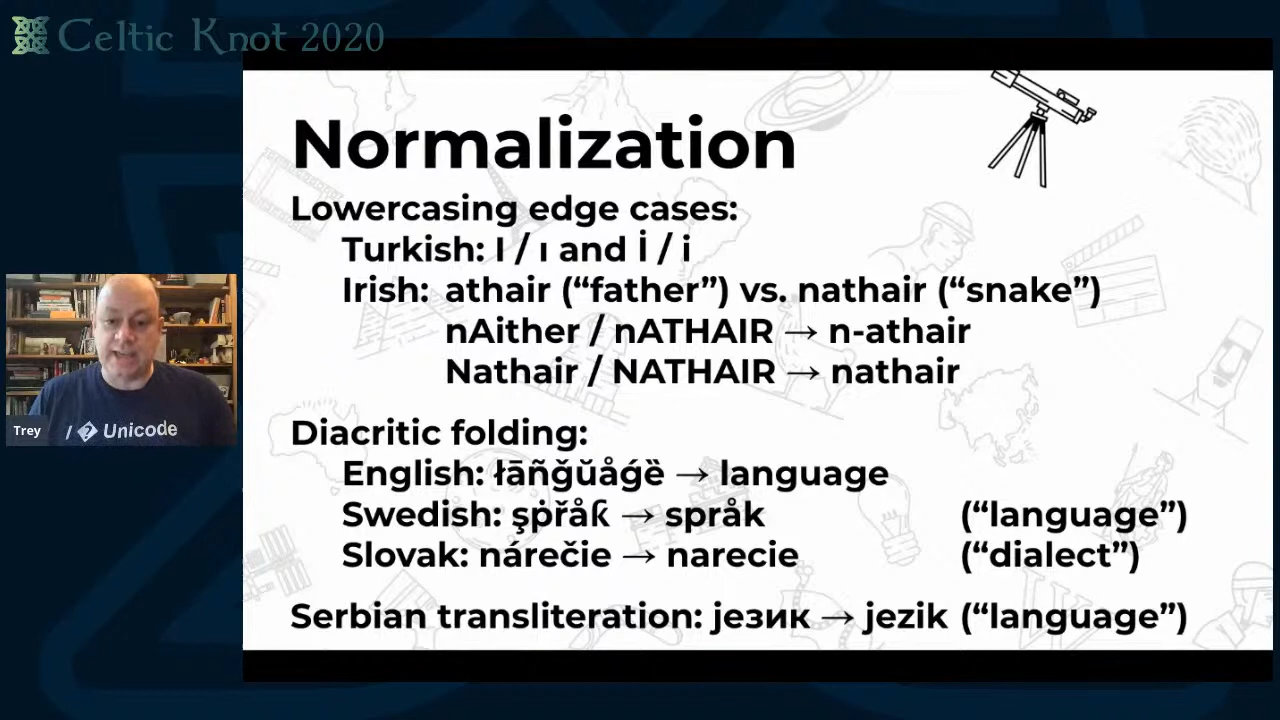 Celtic Knot 2020
Normalization
Lowercasing edge cases:
Turkish: I / ı and İ / i
Irish: athair (“father”) vs. nathair (“snake”)
nAither / nATHAIR → n-athair
Nathair / NATHAIR → nathair
Diacritic folding:
English: łāñğŭåǵȅ → language
Swedish: şṗřåƙ → språk (“language”)
Slovak: nárečie → narecie (“dialect”)
Serbian transliteration: језик → jezik (“language”)
Trey
/ � Unicode